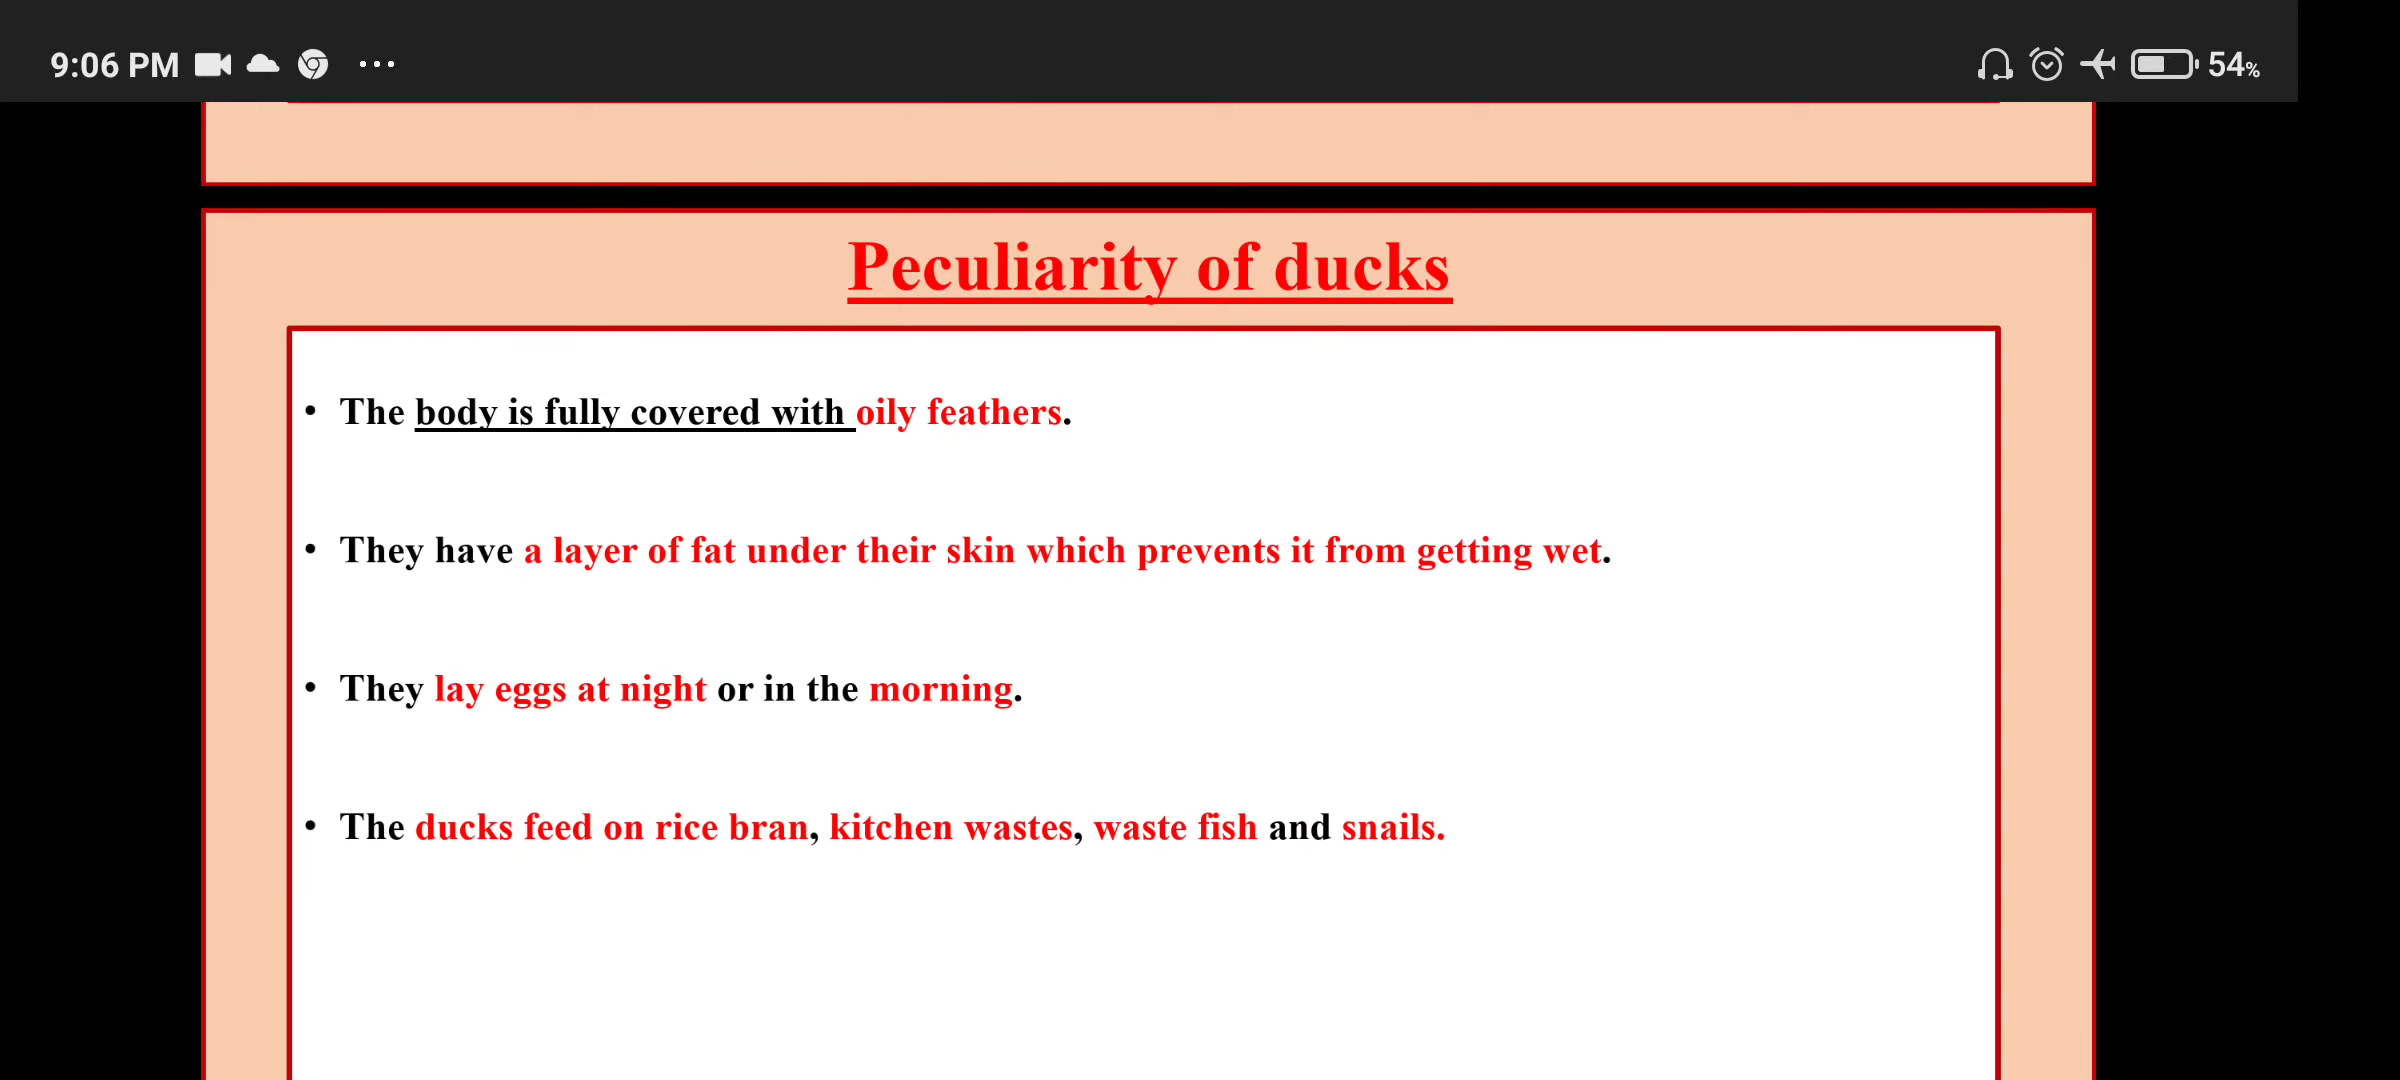 9:06 PM ... 54%
Peculiarity of ducks
• The body is fully covered with oily feathers.
• They have a layer of fat under their skin which prevents it from getting wet.
• They lay eggs at night or in the morning.
• The ducks feed on rice bran, kitchen wastes, waste fish and snails.